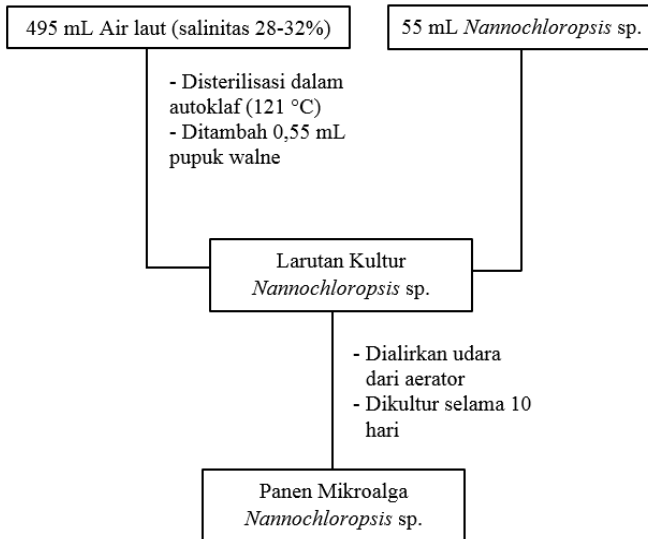 495 mL Air laut (salinitas 28-32%)
55 mL Nannochloropsis sp.
- Disterilisasi dalam
autoklaf (121 °C)
- Ditambah 0,55 mL
pupuk walne
Larutan Kultur
Nannochloropsis sp.
- Dialirkan udara
dari aerator
- Dikultur selama 10
hari
Panen Mikroalga
Nannochloropsis sp.